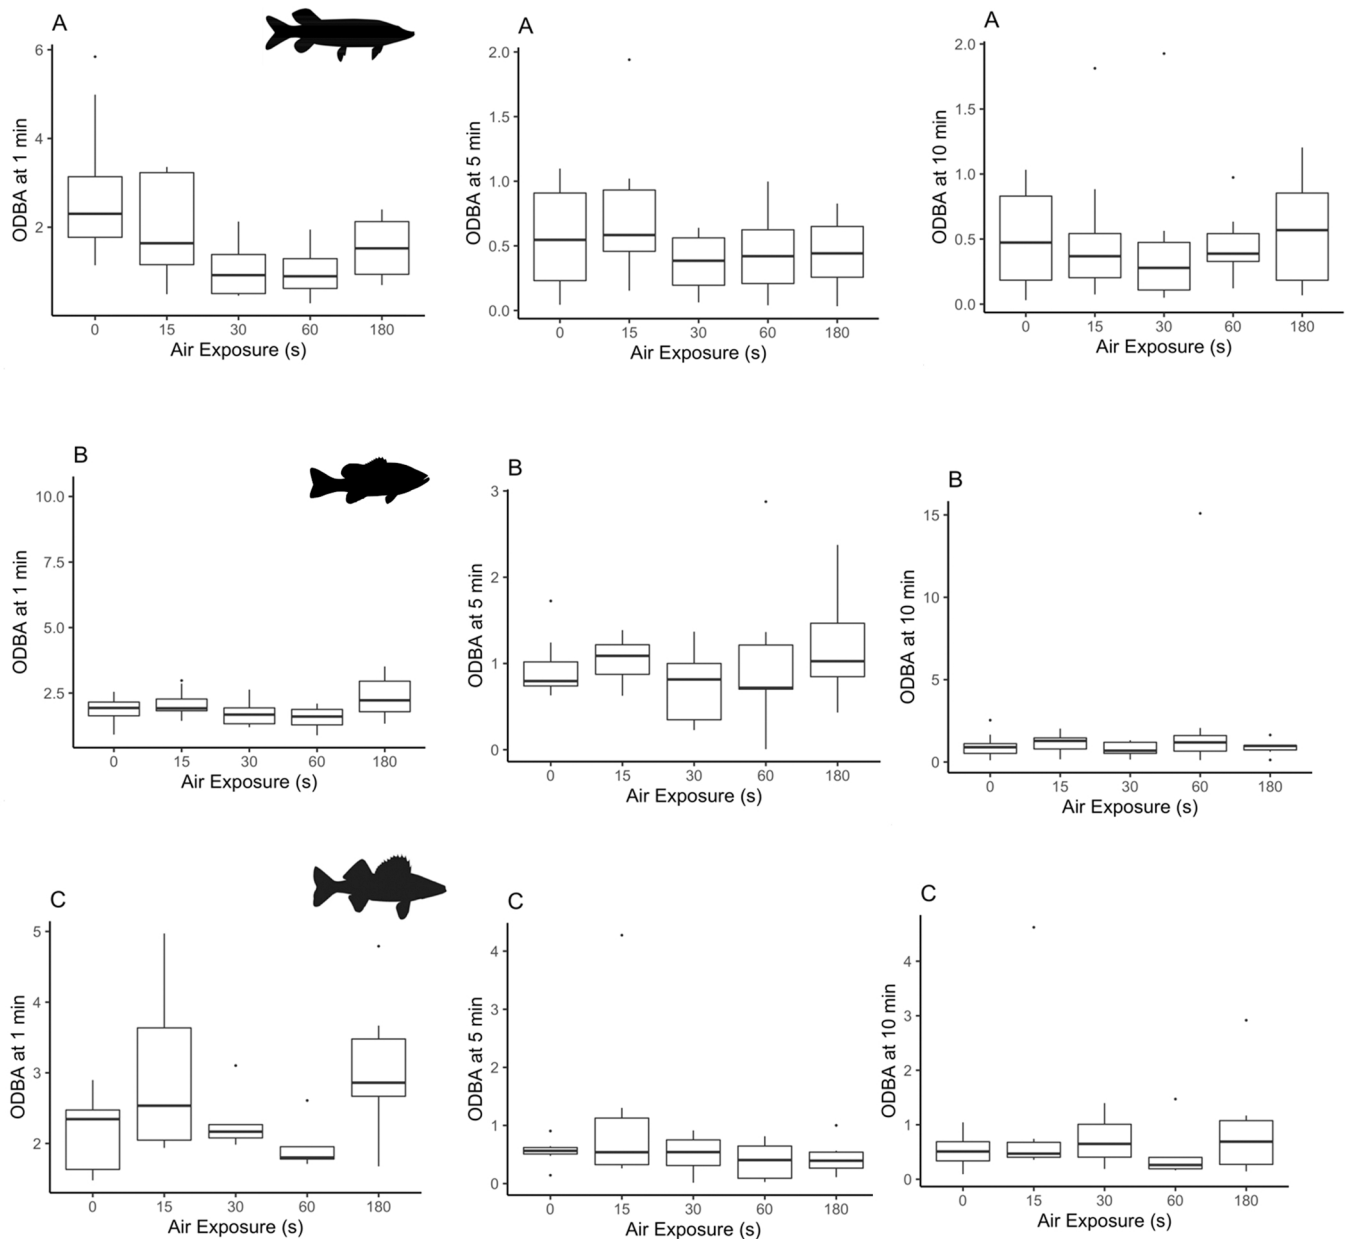 A
ODBA at 1 min
6
4
2
0 15 30 60 180
Air Exposure (s)
A
ODBA at 5 min
2.0
1.5
1.0
0.5
0.0
0 15 30 60 180
Air Exposure (s)
A
ODBA at 10 min
2.0
1.5
1.0
0.5
0.0
0 15 30 60 180
Air Exposure (s)
B
ODBA at 1 min
10.0
7.5
5.0
2.5
0 15 30 60 180
Air Exposure (s)
B
ODBA at 5 min
3
2
1
0
0 15 30 60 180
Air Exposure (s)
B
ODBA at 10 min
15
10
5
0
0 15 30 60 180
Air Exposure (s)
C
ODBA at 1 min
5
4
3
2
0 15 30 60 180
Air Exposure (s)
C
ODBA at 5 min
4
3
2
1
0
0 15 30 60 180
Air Exposure (s)
C
ODBA at 10 min
4
3
2
1
0
0 15 30 60 180
Air Exposure (s)